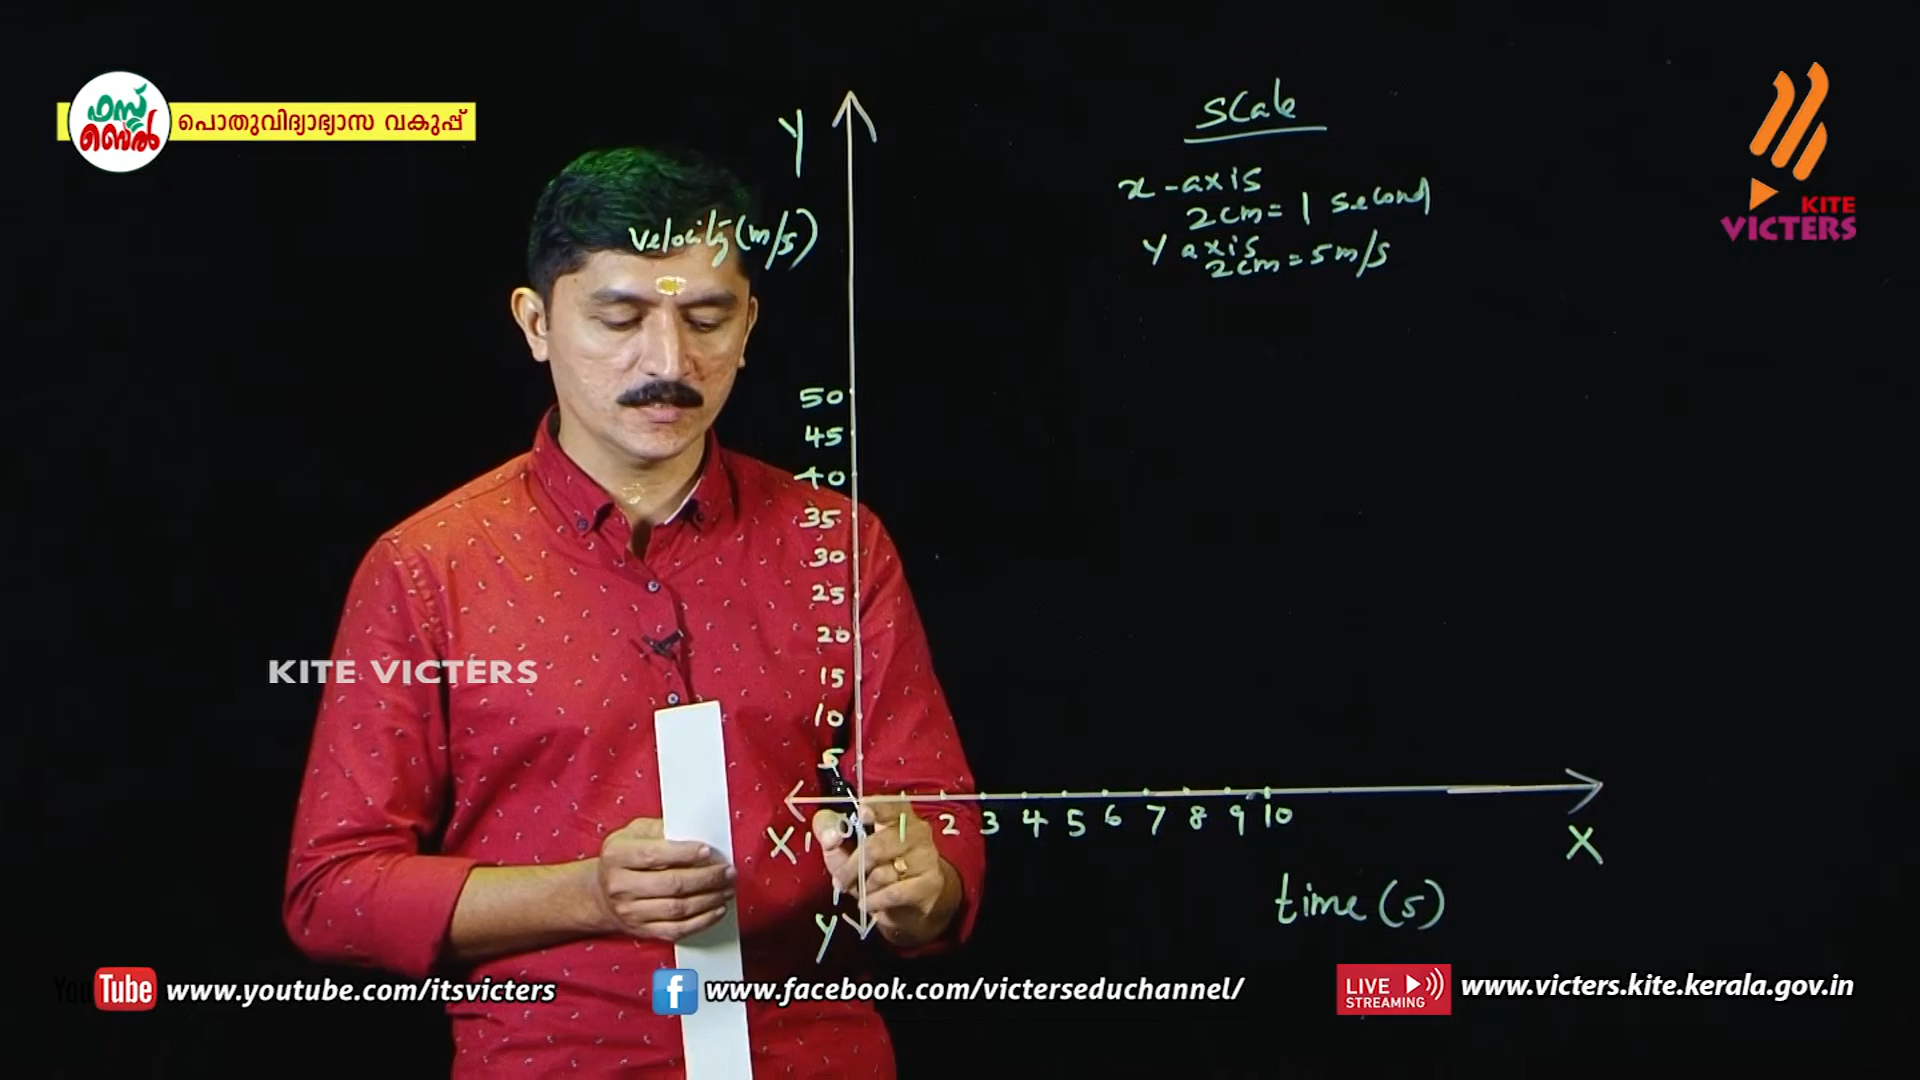 ഫസ്റ്റ്
ബെൽ
പൊതുവിദ്യാഭ്യാസ വകുപ്പ്
KITE
VICTERS
Scale
x - axis
2cm = 1 second
Y axis
2cm = 5m/s
Y
Velocity (m/s)
50
45
40
35
30
25
20
15
10
5
0 1 2 3 4 5 6 7 8 9 10
X'
X
time (s)
Y'
KITE VICTERS
You Tube www.youtube.com/itsvicters
f www.facebook.com/victerseduchannel/
LIVE STREAMING www.victers.kite.kerala.gov.in